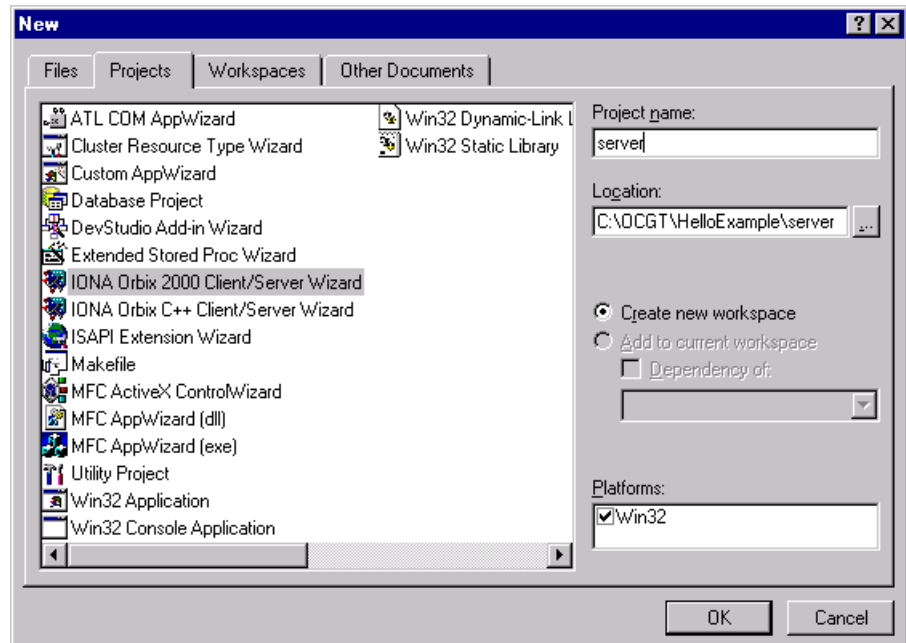 New
Files
Projects
Workspaces
Other Documents
ATL COM AppWizard
Cluster Resource Type Wizard
Custom AppWizard
Database Project
DevStudio Add-in Wizard
Extended Stored Proc Wizard
IONA Orbix 2000 Client/Server Wizard
IONA Orbix C++ Client/Server Wizard
ISAPI Extension Wizard
Makefile
MFC ActiveX ControlWizard
MFC AppWizard (dll)
MFC AppWizard (exe)
Utility Project
Win32 Application
Win32 Console Application
Win32 Dynamic-Link L
Win32 Static Library
Project name:
server
Location:
C:\OCGT\HelloExample\server
...
Create new workspace
Add to current workspace
Dependency of:
Platforms:
Win32
OK
Cancel